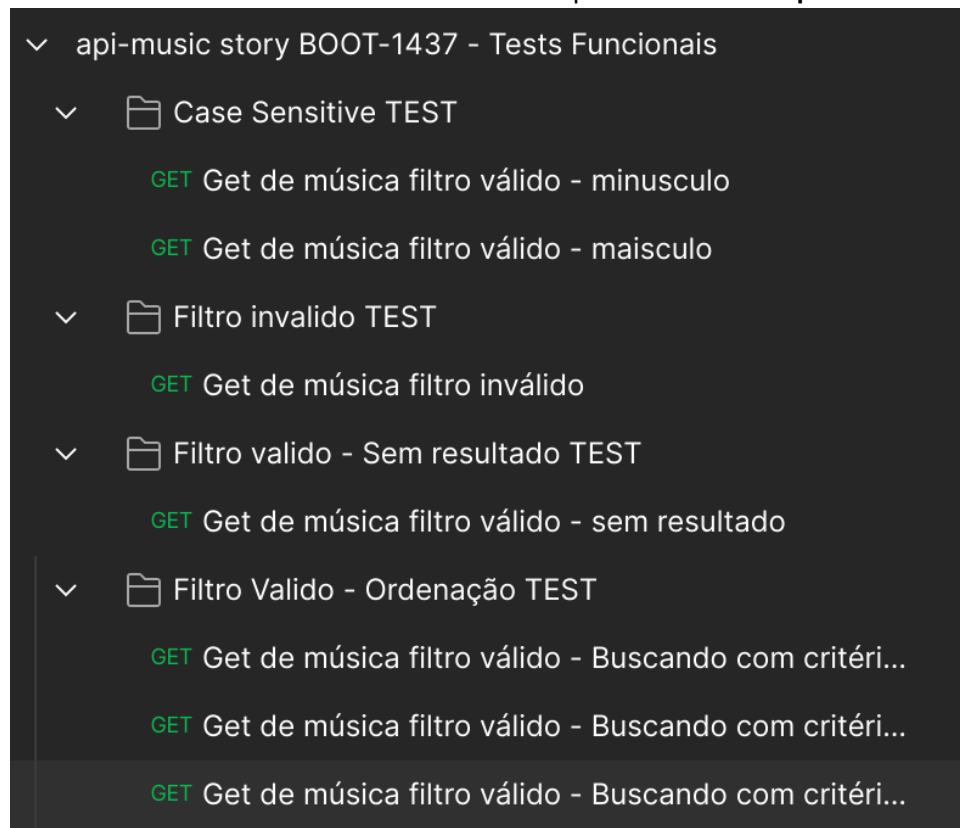 api-music story BOOT-1437 - Tests Funcionais
Case Sensitive TEST
GET Get de música filtro válido - minusculo
GET Get de música filtro válido - maisculo
Filtro invalido TEST
GET Get de música filtro inválido
Filtro valido - Sem resultado TEST
GET Get de música filtro válido - sem resultado
Filtro Valido - Ordenação TEST
GET Get de música filtro válido - Buscando com critéri...
GET Get de música filtro válido - Buscando com critéri...
GET Get de música filtro válido - Buscando com critéri...